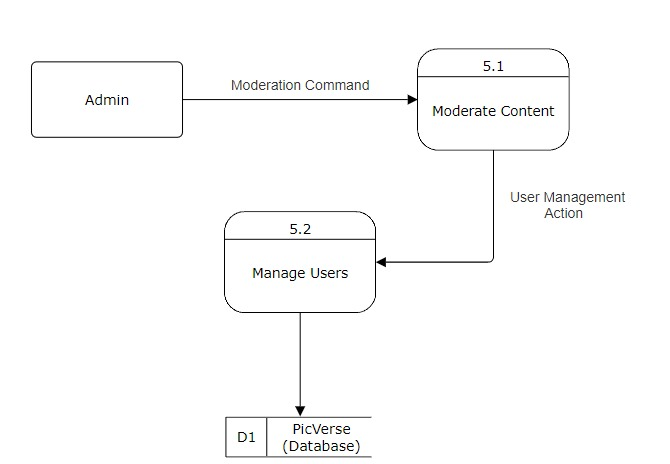 Admin
Moderation Command
5.1
Moderate Content
User Management
Action
5.2
Manage Users
D1
PicVerse
(Database)